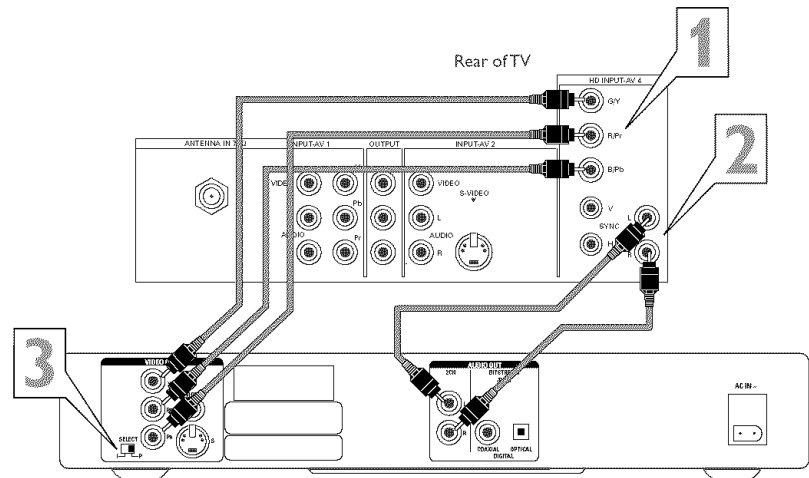 1
Rear of TV
HD INPUT-AV 4
G/Y
R/Pr
2
ANTENNA IN
INPUT-AV 1
OUTPUT
INPUT-AV 2
B/Pb
VIDEO
VIDEO
S-VIDEO
Pb
L
V
L
SYNC
AUDIO
Pr
AUDIO
H
R
R
3
VIDEO
AUDIO OUT
2CH
AC IN ~
SELECT
I P
S
R
COAXIAL
OPTICAL
DIGITAL